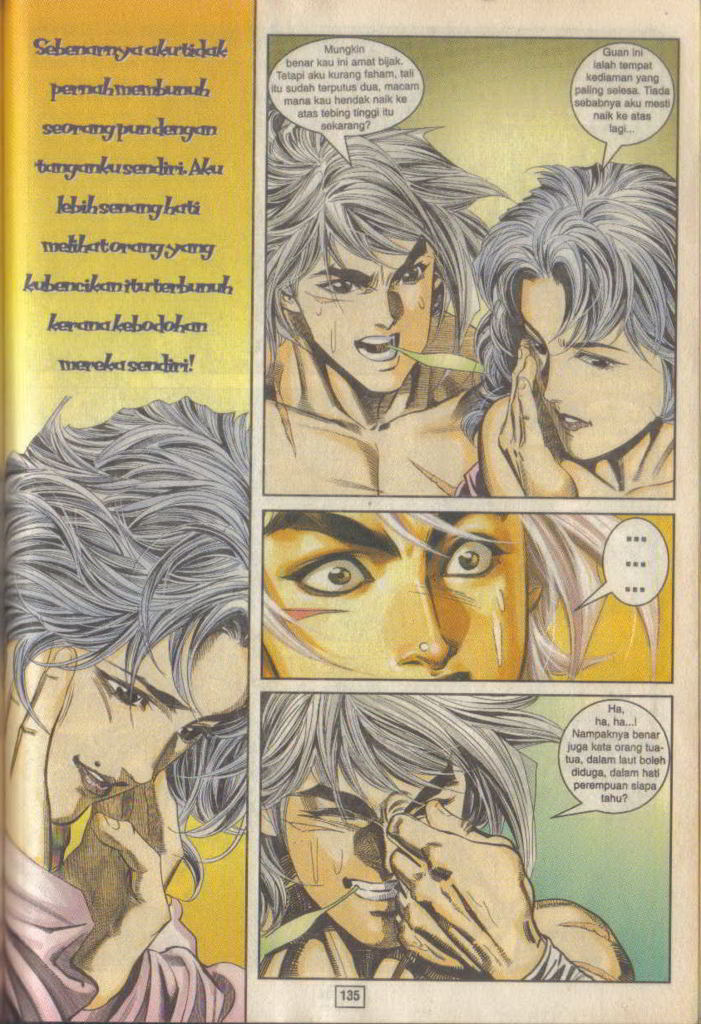 Sebenarnya aku tidak
pernah membunuh
seorang pun dengan
tanganku sendiri. Aku
lebih senang hati
melihat orang yang
kubencikan itu terbunuh
kerana kebodohan
mereka sendiri!
Mungkin
benar kau ini amat bijak.
Tetapi aku kurang faham, tali
itu sudah terputus dua, macam
mana kau hendak naik ke
atas tebing tinggi itu
sekarang?
Guan ini
ialah tempat
kediaman yang
paling selesa. Tiada
sebabnya aku mesti
naik ke atas
lagi...
...
...
...
Ha,
ha, ha...!
Nampaknya benar
juga kata orang tua-
tua, dalam laut boleh
diduga, dalam hati
perempuan siapa
tahu?
135